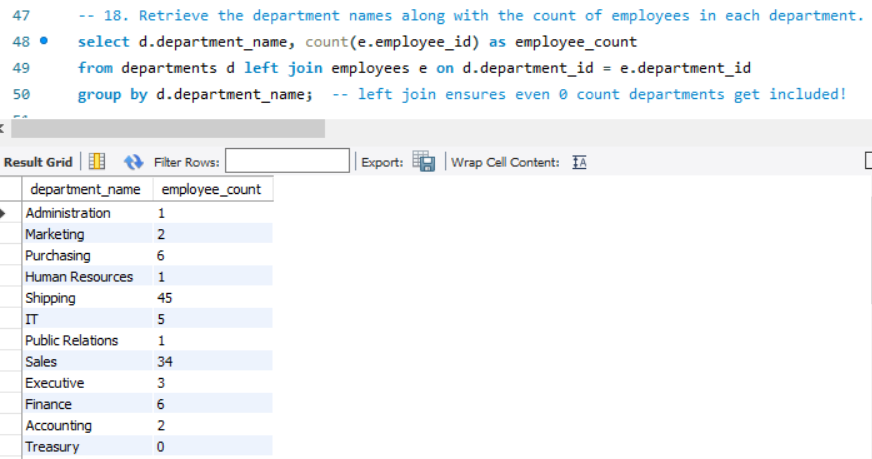 47 -- 18. Retrieve the department names along with the count of employees in each department.
48 select d.department_name, count(e.employee_id) as employee_count
49 from departments d left join employees e on d.department_id = e.department_id
50 group by d.department_name;  -- left join ensures even 0 count departments get included!
Result Grid Filter Rows: Export: Wrap Cell Content:
department_name employee_count
Administration 1
Marketing 2
Purchasing 6
Human Resources 1
Shipping 45
IT 5
Public Relations 1
Sales 34
Executive 3
Finance 6
Accounting 2
Treasury 0